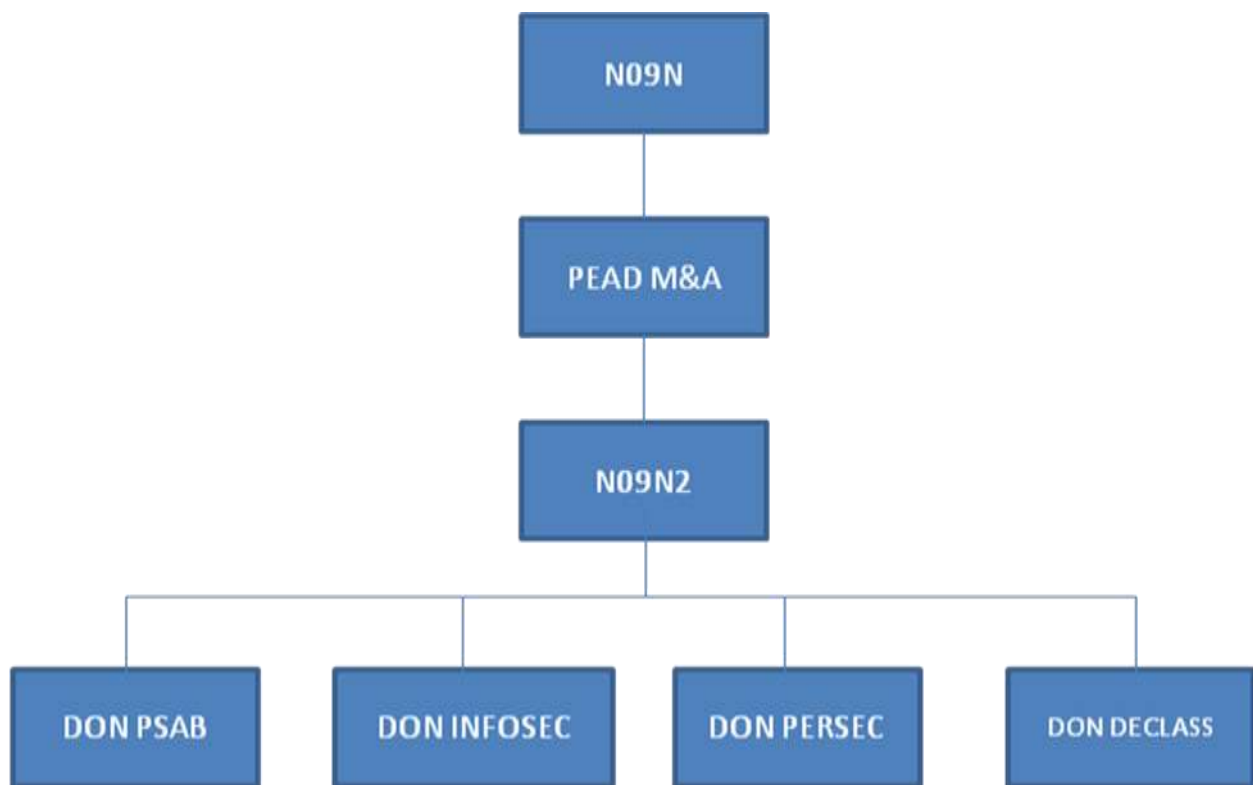 N09N
PEAD M&A
N09N2
DON PSAB
DON INFOSEC
DON PERSEC
DON DECLASS